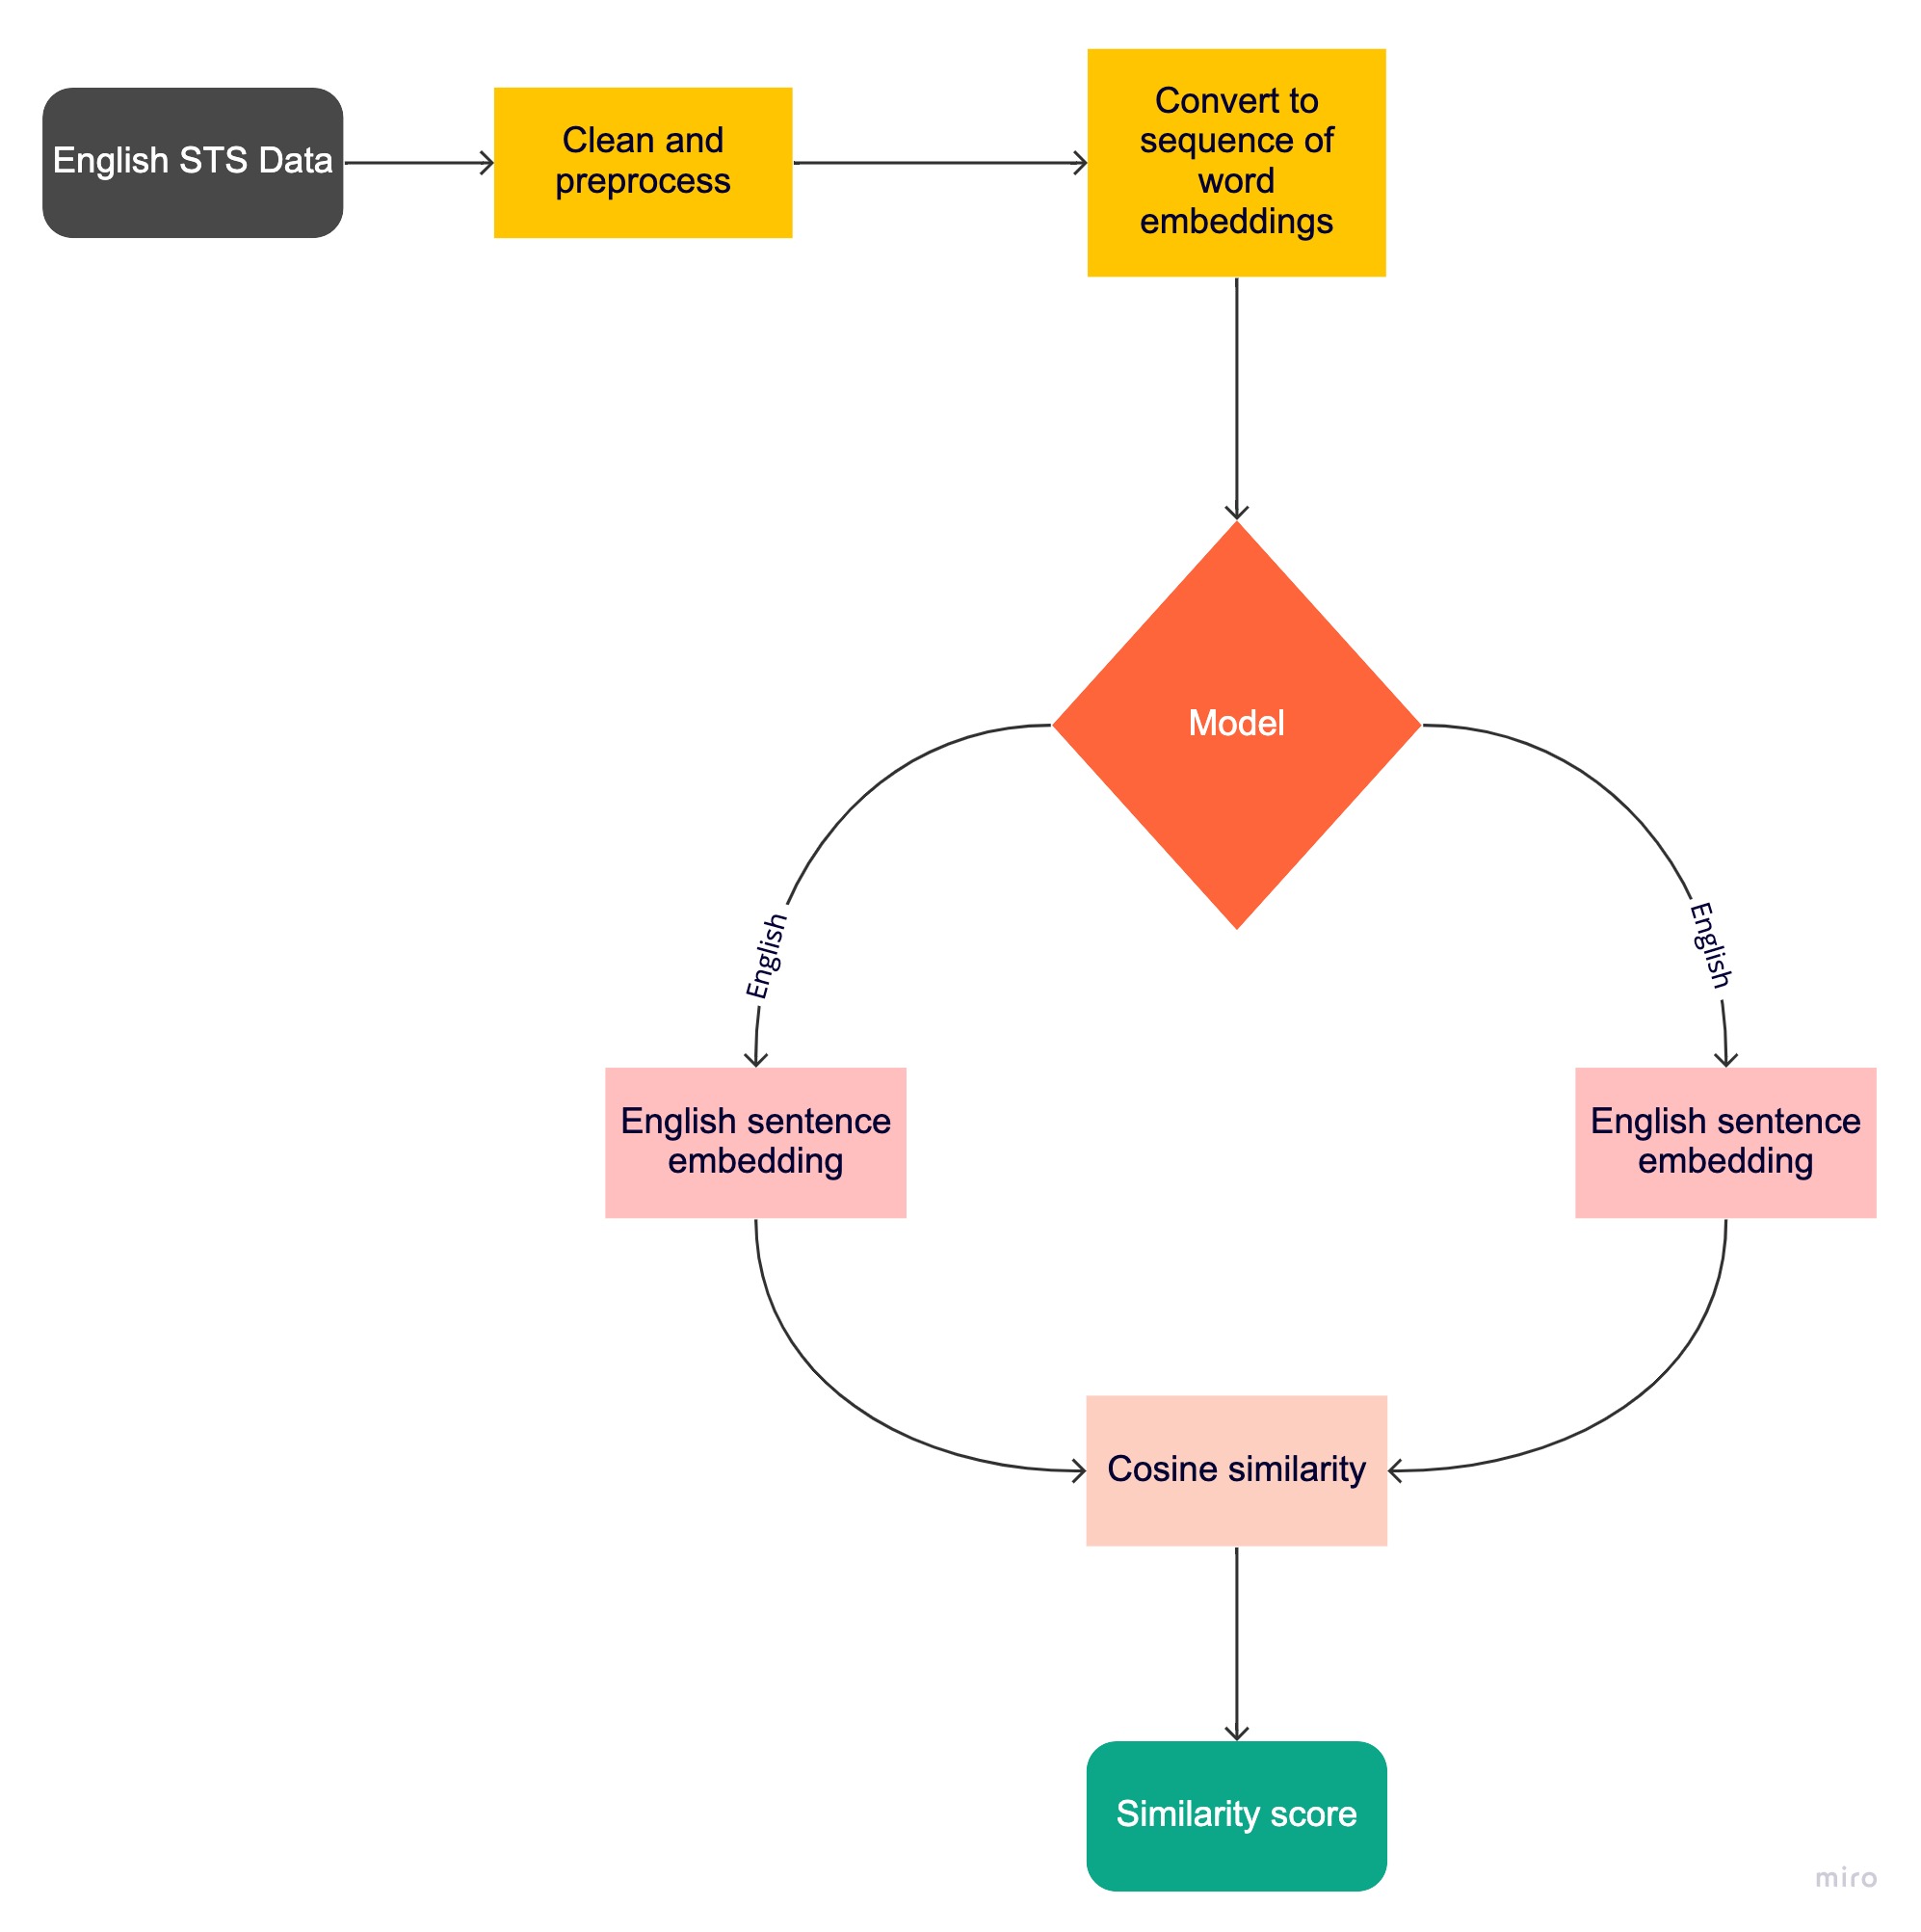 English STS Data
Clean and
preprocess
Convert to
sequence of
word
embeddings
Model
English
English
English sentence
embedding
English sentence
embedding
Cosine similarity
Similarity score
miro